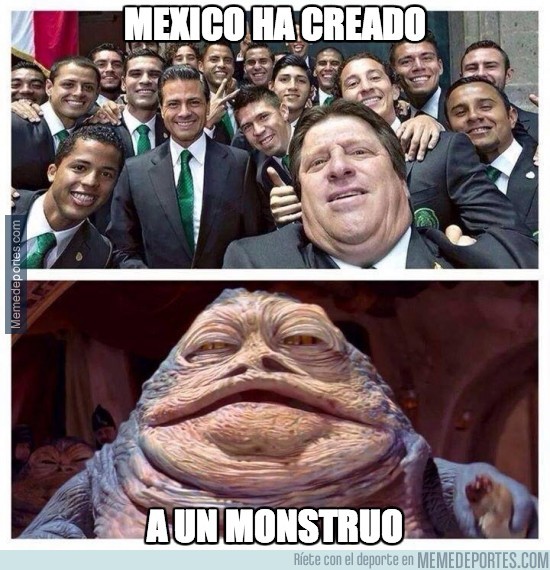 MEXICO HA CREADO
Memedeportes.com
A UN MONSTRUO
Ríete con el deporte en MEMEDEPORTES.COM